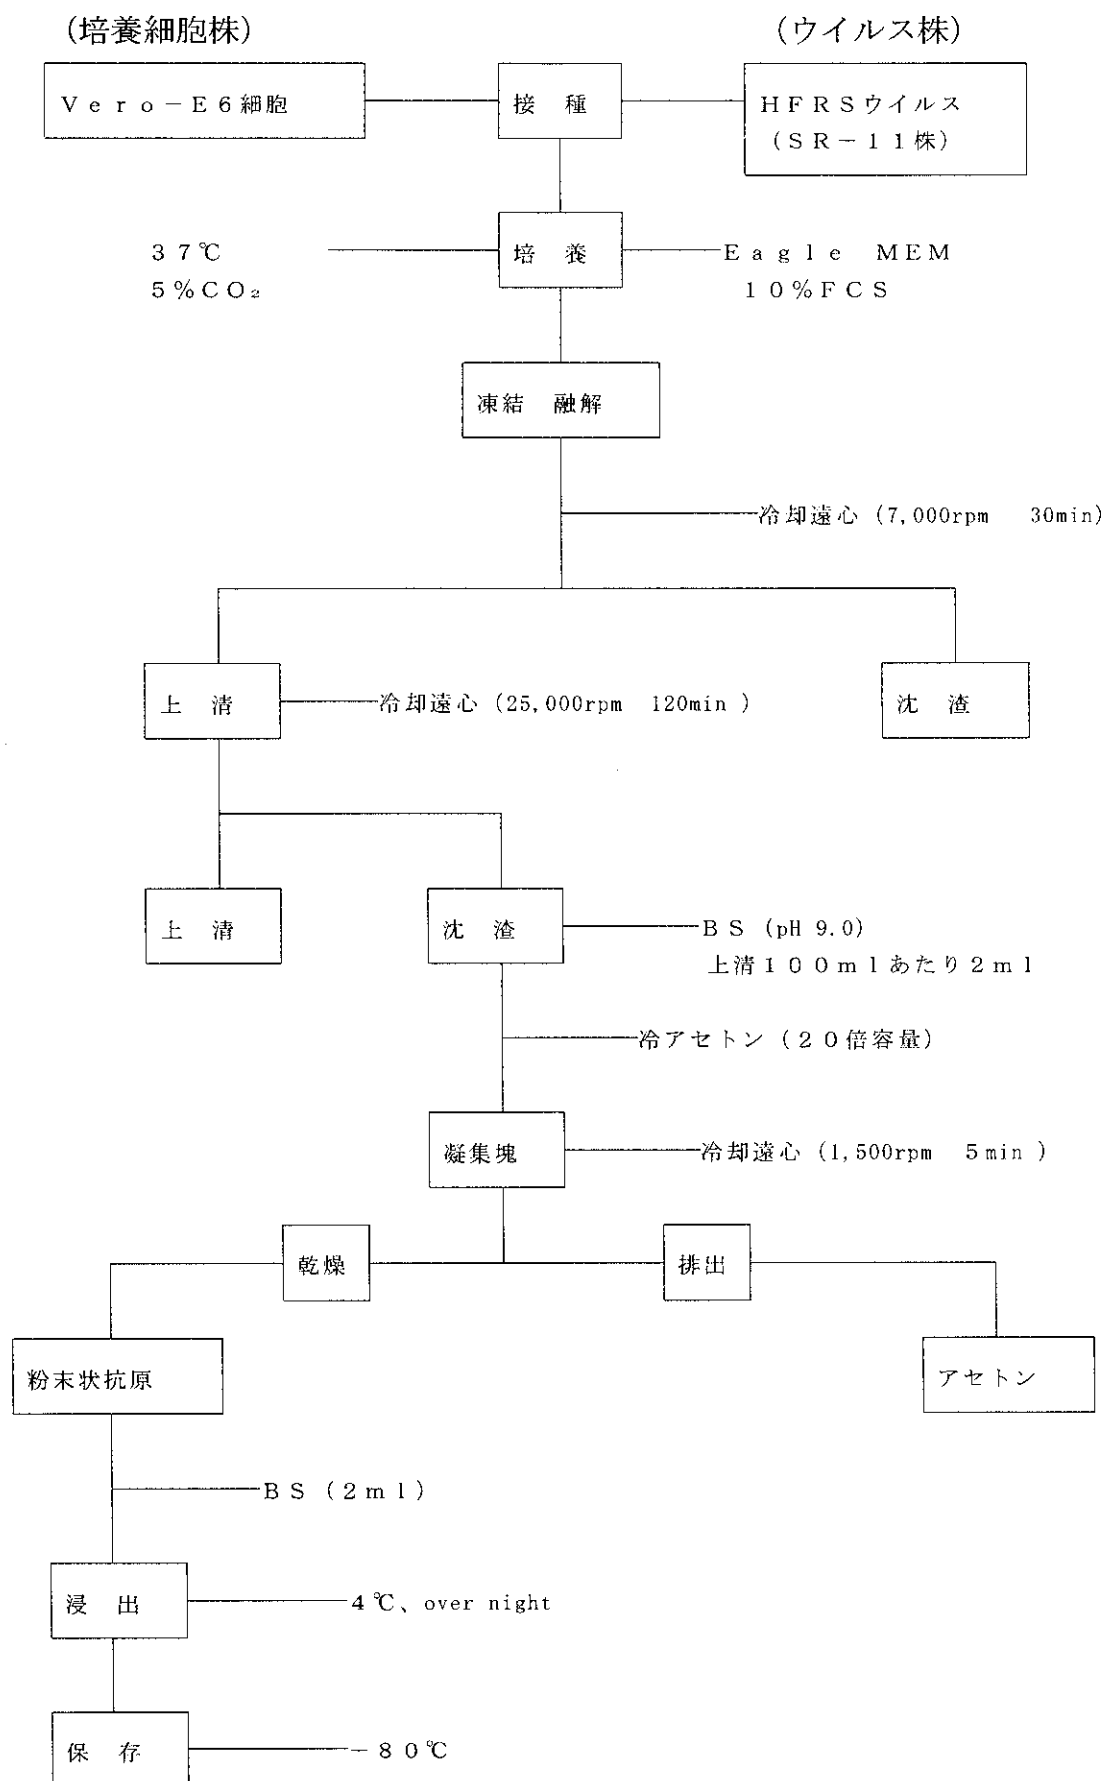 (培養細胞株)
(ウイルス株)
Vero－E6細胞
接 種
HFRSウイルス
(SR－11株)
37℃
5%CO₂
培 養
Eagle MEM
10%FCS
凍結 融解
冷却遠心 (7,000rpm 30min)
上 清
冷却遠心 (25,000rpm 120min )
沈 渣
上 清
沈 渣
BS (pH 9.0)
上清100mlあたり2ml
冷アセトン (20倍容量)
凝集塊
冷却遠心 (1,500rpm 5min )
乾燥
排出
粉末状抗原
アセトン
BS (2ml)
浸 出
4℃、over night
保 存
－80℃